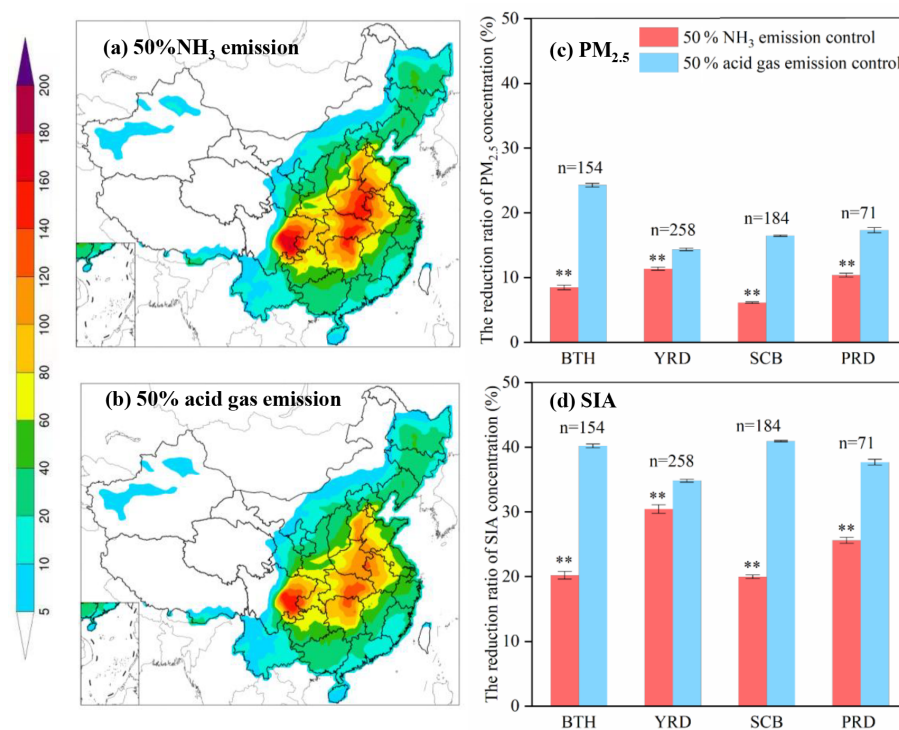 (a) 50%NH₃ emission
200
180
160
140
120
100
80
60
40
20
10
5
(b) 50% acid gas emission
(c) PM₂.₅
50 % NH₃ emission control
50 % acid gas emission control
The reduction ratio of PM₂.₅ concentration (%)
50
40
30
20
10
0
n=154
n=258
n=184
n=71
**
**
**
**
BTH
YRD
SCB
PRD
(d) SIA
The reduction ratio of SIA concentration (%)
50
40
30
20
10
0
n=154
n=258
n=184
n=71
**
**
**
**
BTH
YRD
SCB
PRD